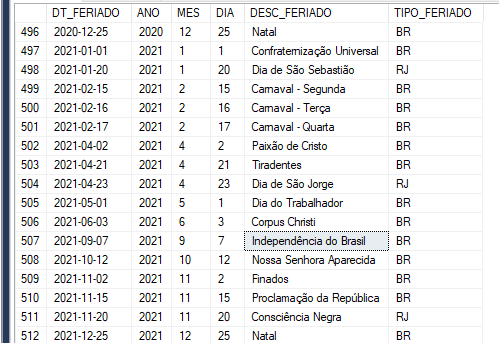 DT_FERIADO ANO MES DIA DESC_FERIADO TIPO_FERIADO
496 2020-12-25 2020 12 25 Natal BR
497 2021-01-01 2021 1 1 Confraternização Universal BR
498 2021-01-20 2021 1 20 Dia de São Sebastião RJ
499 2021-02-15 2021 2 15 Carnaval - Segunda BR
500 2021-02-16 2021 2 16 Carnaval - Terça BR
501 2021-02-17 2021 2 17 Carnaval - Quarta BR
502 2021-04-02 2021 4 2 Paixão de Cristo BR
503 2021-04-21 2021 4 21 Tiradentes BR
504 2021-04-23 2021 4 23 Dia de São Jorge RJ
505 2021-05-01 2021 5 1 Dia do Trabalhador BR
506 2021-06-03 2021 6 3 Corpus Christi BR
507 2021-09-07 2021 9 7 Independência do Brasil BR
508 2021-10-12 2021 10 12 Nossa Senhora Aparecida BR
509 2021-11-02 2021 11 2 Finados BR
510 2021-11-15 2021 11 15 Proclamação da República BR
511 2021-11-20 2021 11 20 Consciência Negra RJ
512 2021-12-25 2021 12 25 Natal BR